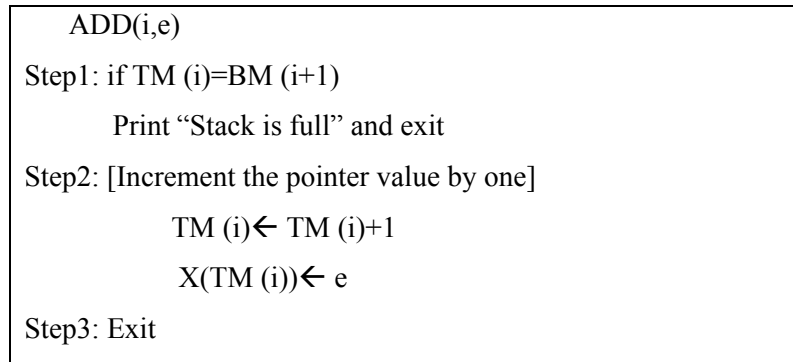 ADD(i,e)
Step1: if TM (i)=BM (i+1)
Print “Stack is full” and exit
Step2: [Increment the pointer value by one]
TM (i)← TM (i)+1
X(TM (i))← e
Step3: Exit